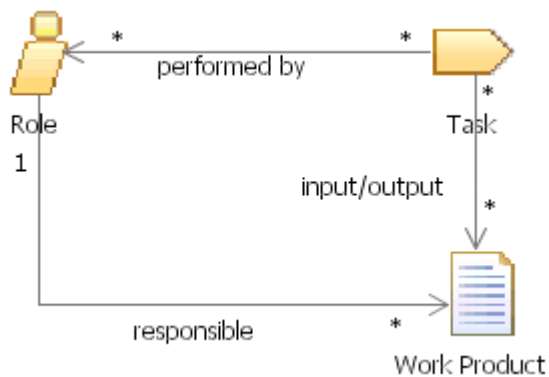 * *
performed by
Role Task
1 *
input/output
*
responsible *
Work Product